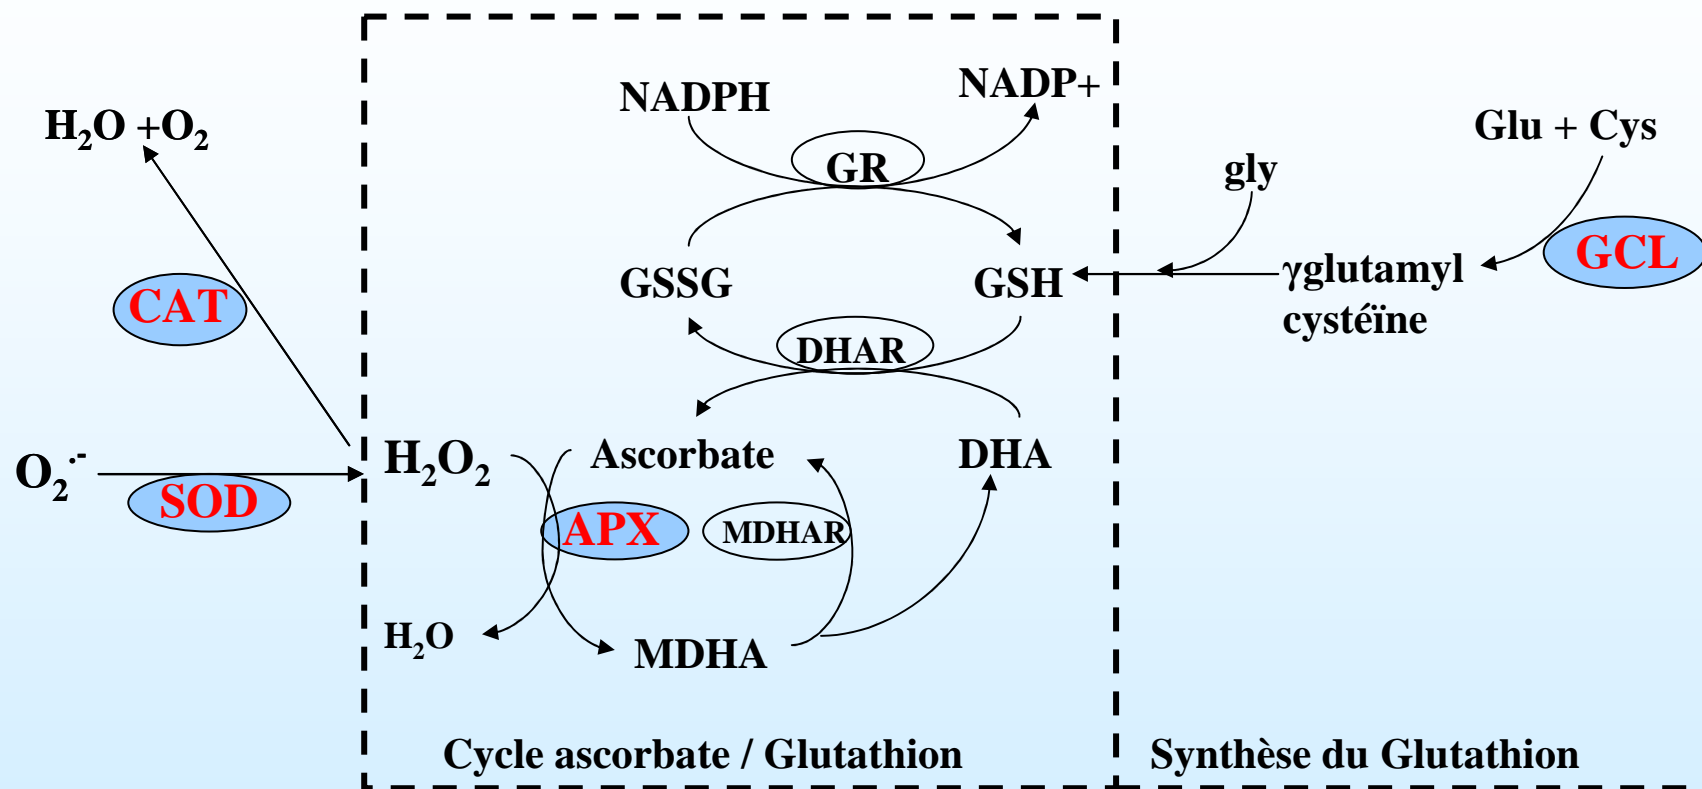 NADPH
NADP+
H₂O +O₂
Glu + Cys
GR
gly
GCL
GSSG
GSH
γglutamyl
cystéïne
CAT
DHAR
O₂·-
SOD
H₂O₂
Ascorbate
DHA
APX
MDHAR
H₂O
MDHA
Cycle ascorbate / Glutathion
Synthèse du Glutathion